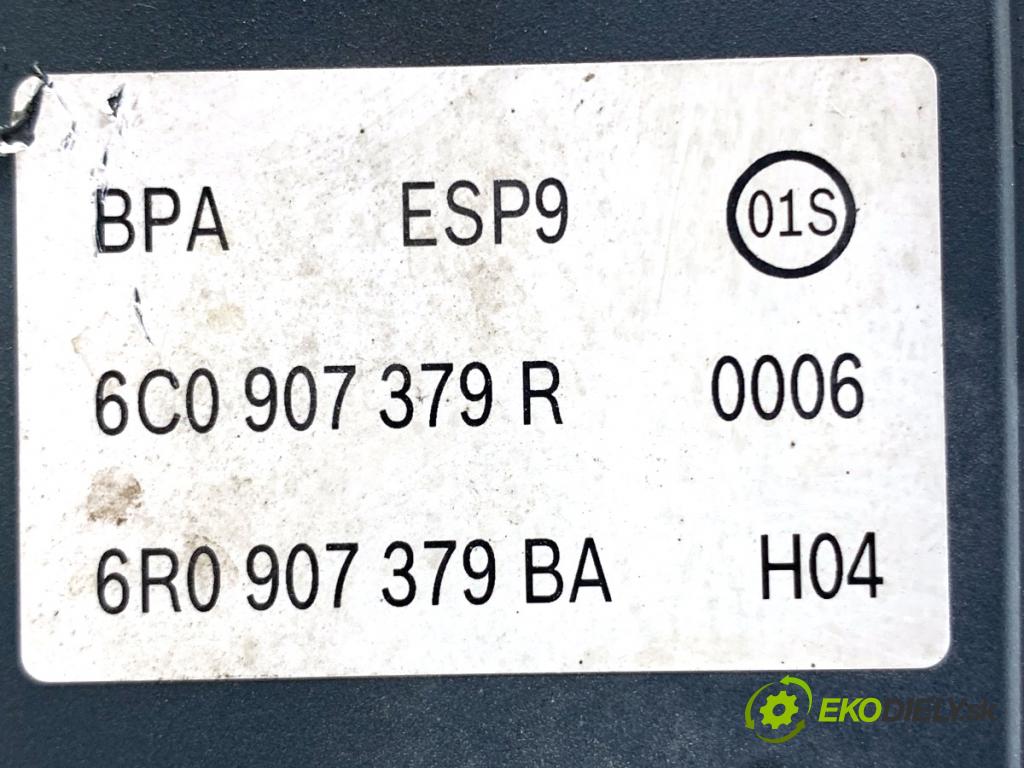 BPA ESP9 01S
6C0 907 379 R 0006
6R0 907 379 BA H04
EKODIELY.sk